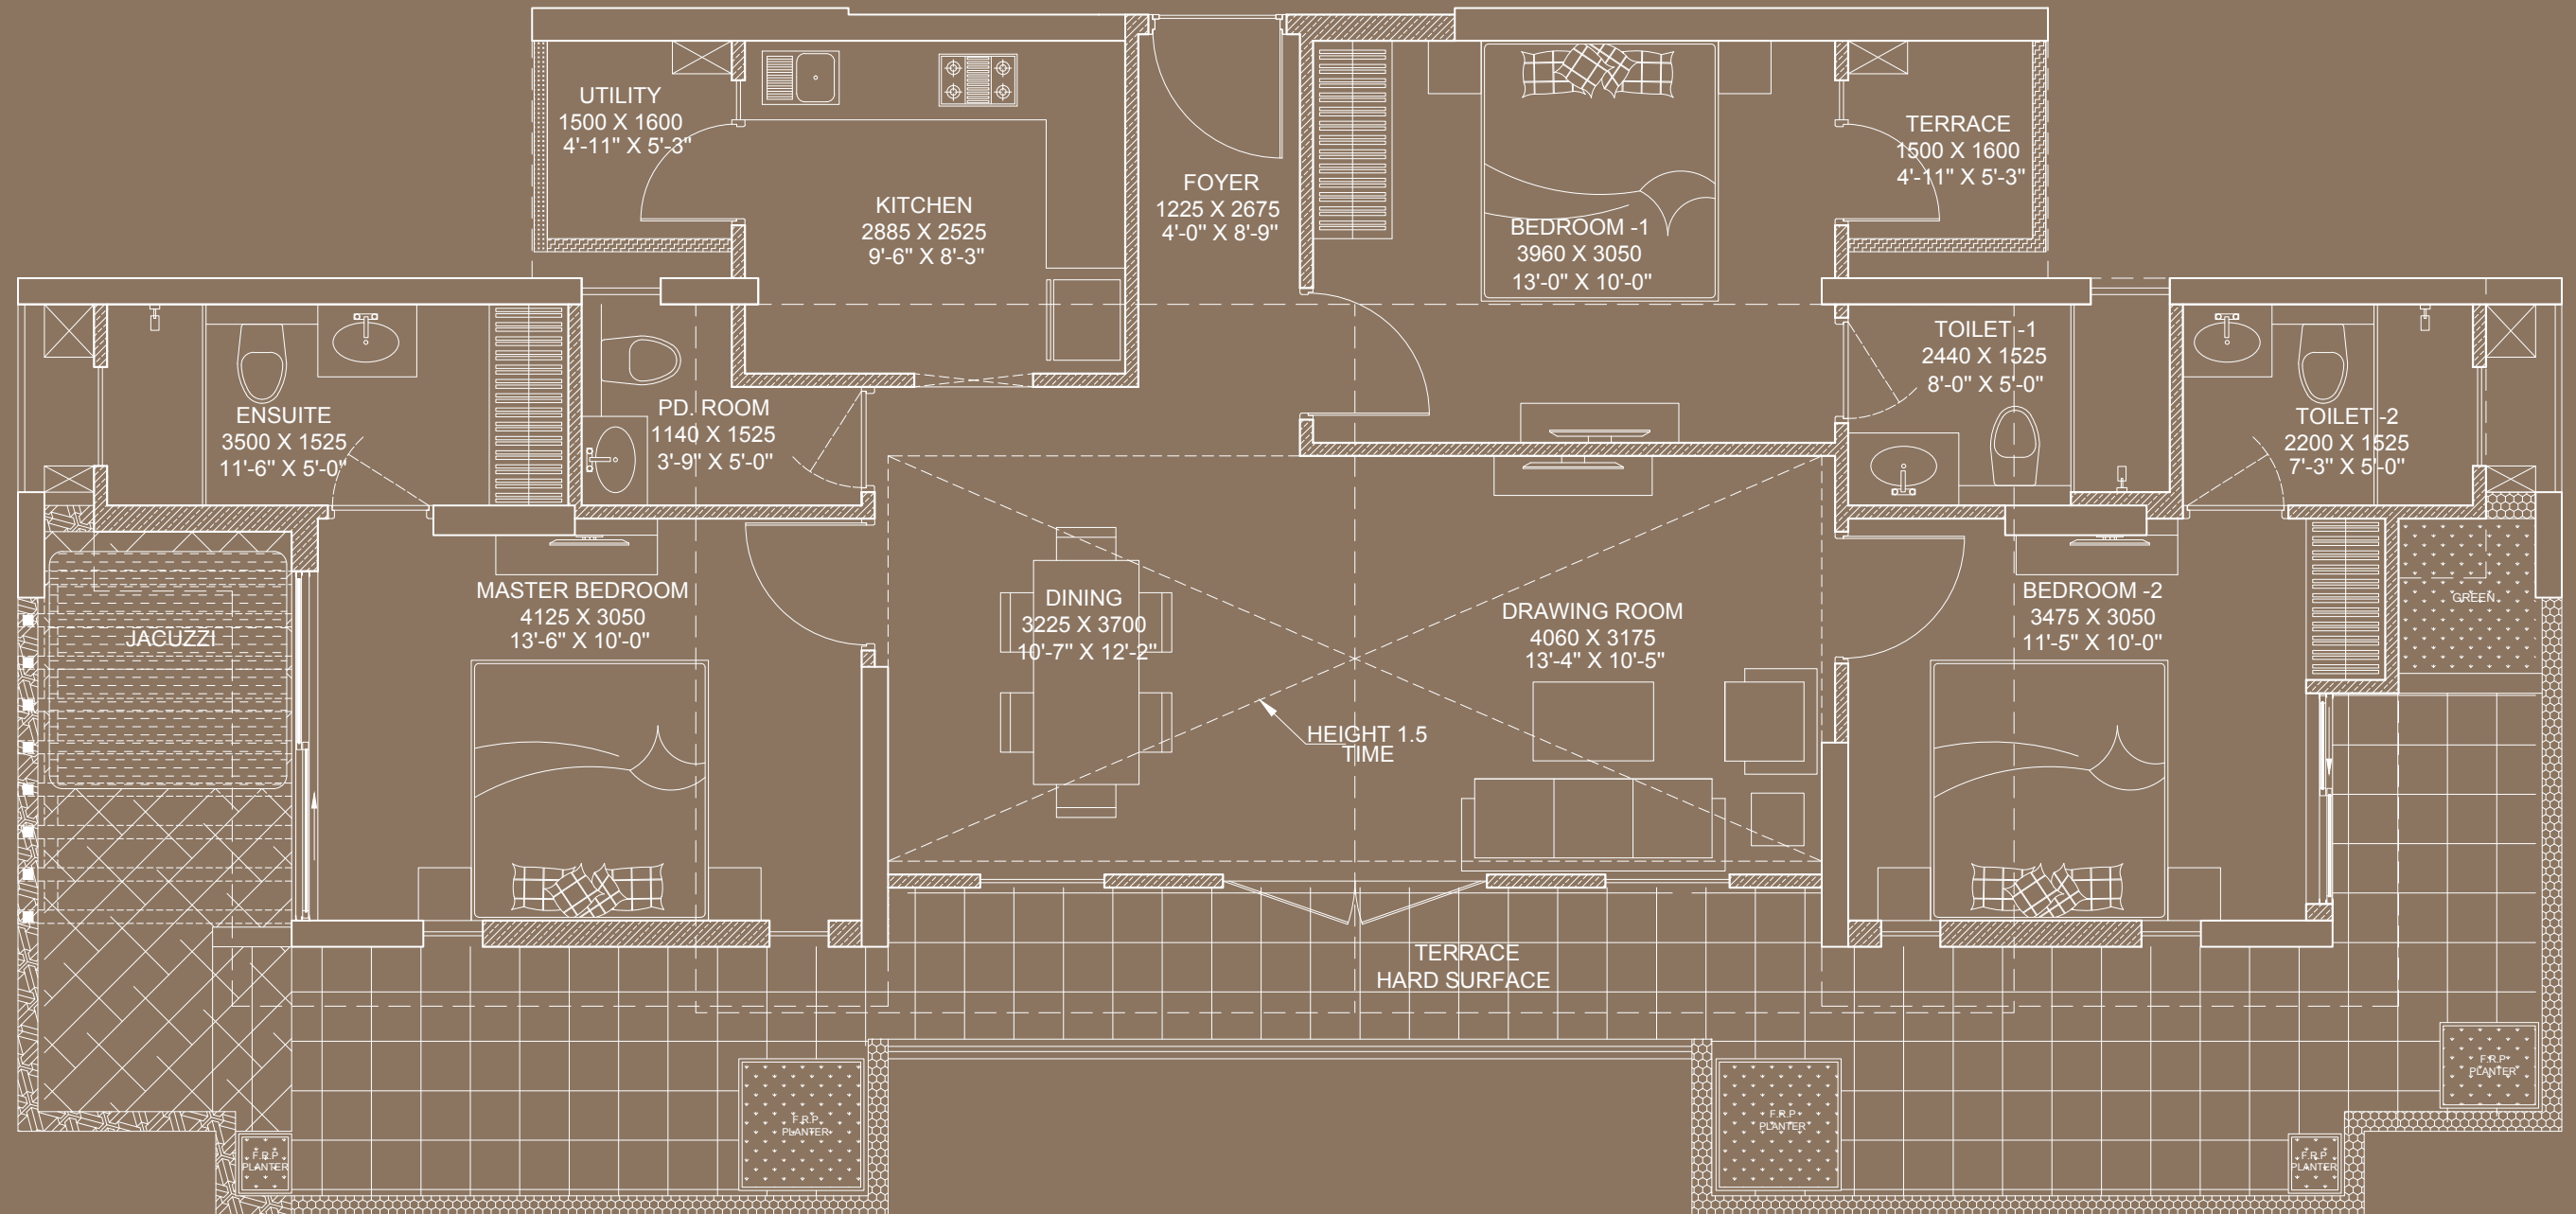 UTILITY
1500 X 1600
4'-11" X 5'-3"
KITCHEN
2885 X 2525
9'-6" X 8'-3"
FOYER
1225 X 2675
4'-0" X 8'-9"
BEDROOM -1
3960 X 3050
13'-0" X 10'-0"
TERRACE
1500 X 1600
4'-11" X 5'-3"
ENSUITE
3500 X 1525
11'-6" X 5'-0"
PD. ROOM
1140 X 1525
3'-9" X 5'-0"
TOILET -1
2440 X 1525
8'-0" X 5'-0"
TOILET -2
2200 X 1525
7'-3" X 5'-0"
JACUZZI
MASTER BEDROOM
4125 X 3050
13'-6" X 10'-0"
DINING
3225 X 3700
10'-7" X 12'-2"
DRAWING ROOM
4060 X 3175
13'-4" X 10'-5"
HEIGHT 1.5
TIME
BEDROOM -2
3475 X 3050
11'-5" X 10'-0"
GREEN
TERRACE
HARD SURFACE
F.R.P
PLANTER
F.R.P
PLANTER
F.R.P
PLANTER
F.R.P
PLANTER
F.R.P
PLANTER